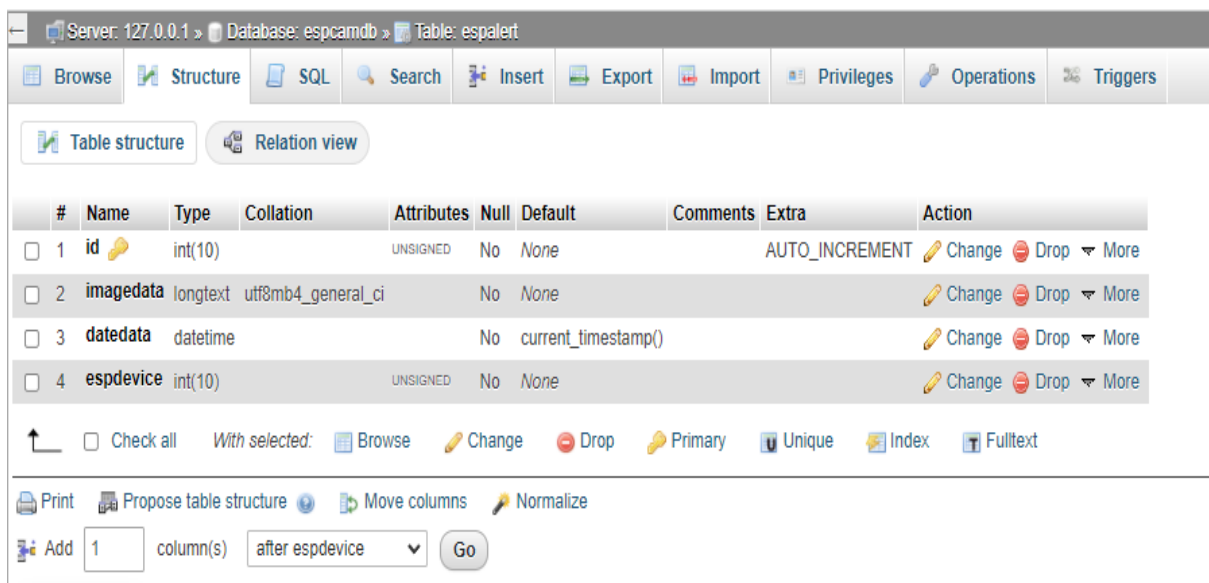 Server: 127.0.0.1 » Database: espcamdb » Table: espalert
Browse Structure SQL Search Insert Export Import Privileges Operations Triggers
Table structure Relation view
# Name Type Collation Attributes Null Default Comments Extra Action
1 id int(10) UNSIGNED No None AUTO_INCREMENT Change Drop More
2 imagedata longtext utf8mb4_general_ci No None Change Drop More
3 datedata datetime No current_timestamp() Change Drop More
4 espdevice int(10) UNSIGNED No None Change Drop More
Check all With selected: Browse Change Drop Primary Unique Index Fulltext
Print Propose table structure Move columns Normalize
Add 1 column(s) after espdevice Go